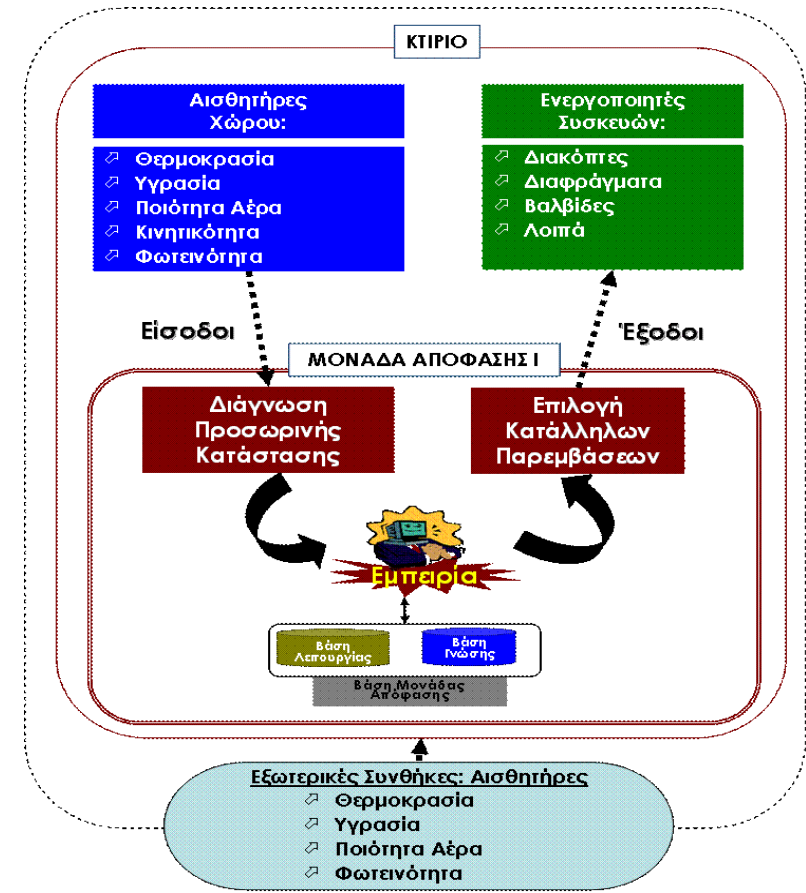 ΚΤΙΡΙΟ
Αισθητήρες
Χώρου:
Θερμοκρασία
Υγρασία
Ποιότητα Αέρα
Κινητικότητα
Φωτεινότητα
Ενεργοποιητές
Συσκευών:
Διακόπτες
Διαφράγματα
Βαλβίδες
Λοιπά
Είσοδοι
Έξοδοι
ΜΟΝΑΔΑ ΑΠΟΦΑΣΗΣ Ι
Διάγνωση
Προσωρινής
Κατάστασης
Επιλογή
Κατάλληλων
Παρεμβάσεων
Εμπειρία
Βάση
Λειτουργίας
Βάση
Γνώσης
Βάση Μονάδας
Απόφασης
Εξωτερικές Συνθήκες: Αισθητήρες
Θερμοκρασία
Υγρασία
Ποιότητα Αέρα
Φωτεινότητα